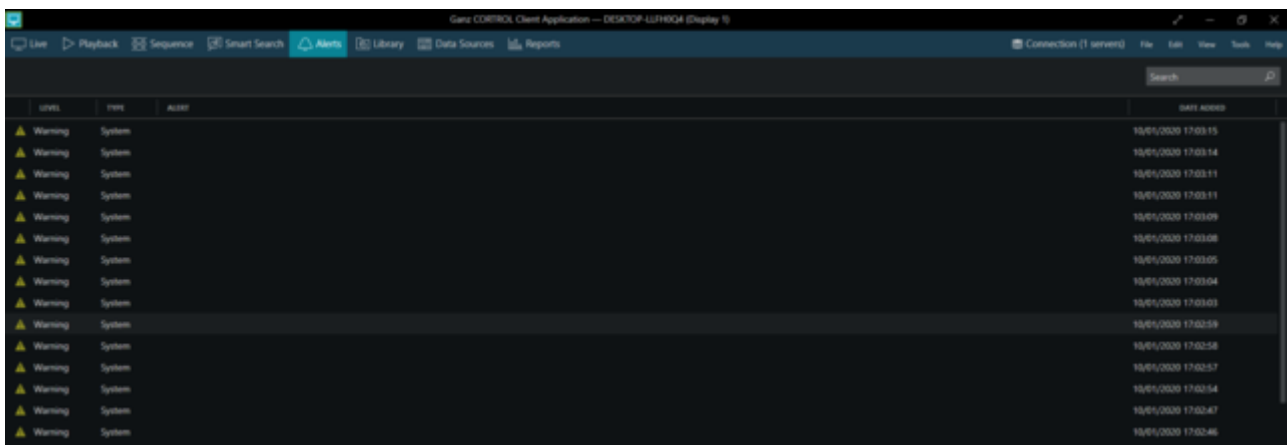 Ganz CORTROL Client Application — DESKTOP-LLFH0Q4 (Display 1)
Live Playback Sequence Smart Search Alerts Library Data Sources Reports Connection (1 servers) File Edit View Tools Help
Search
LEVEL TYPE ALERT DATE ADDED
Warning System 10/01/2020 17:03:15
Warning System 10/01/2020 17:03:14
Warning System 10/01/2020 17:03:11
Warning System 10/01/2020 17:03:11
Warning System 10/01/2020 17:03:09
Warning System 10/01/2020 17:03:08
Warning System 10/01/2020 17:03:05
Warning System 10/01/2020 17:03:04
Warning System 10/01/2020 17:03:03
Warning System 10/01/2020 17:02:59
Warning System 10/01/2020 17:02:58
Warning System 10/01/2020 17:02:57
Warning System 10/01/2020 17:02:54
Warning System 10/01/2020 17:02:47
Warning System 10/01/2020 17:02:46